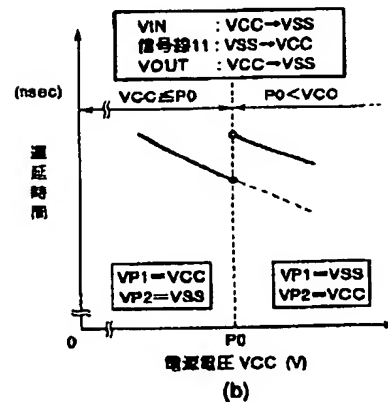 VIN : VCC→VSS
信号線11 : VSS→VCC
VOUT : VCC→VSS
(nsec)
VCC≦P0
P0<VCC
遅延時間
VP1=VCC
VP2=VSS
VP1=VSS
VP2=VCC
0
P0
電源電圧 VCC (V)
(b)